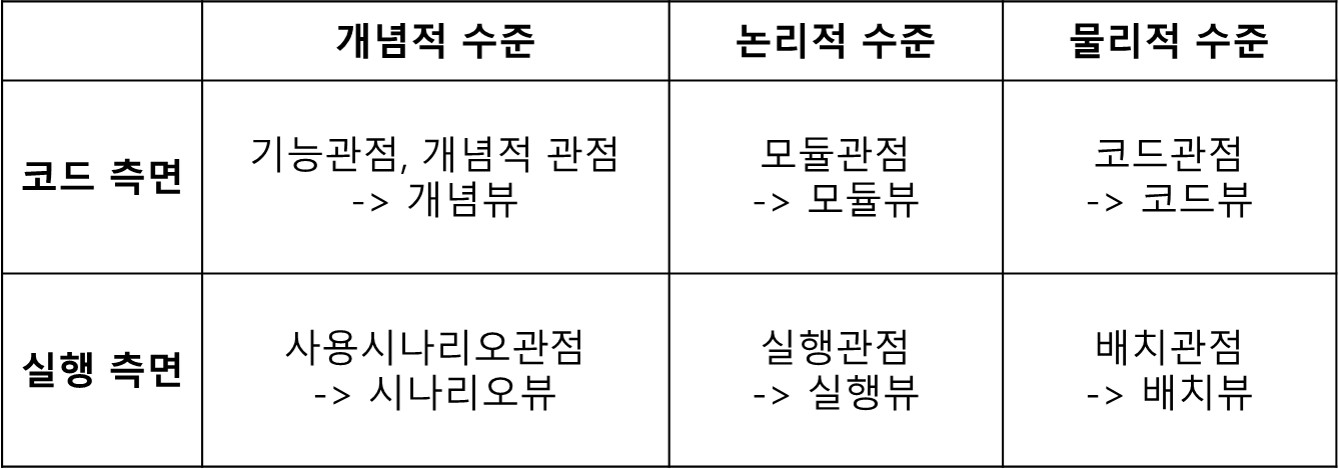 개념적 수준
논리적 수준
물리적 수준
코드 측면
기능관점, 개념적 관점
-> 개념뷰
모듈관점
-> 모듈뷰
코드관점
-> 코드뷰
실행 측면
사용시나리오관점
-> 시나리오뷰
실행관점
-> 실행뷰
배치관점
-> 배치뷰